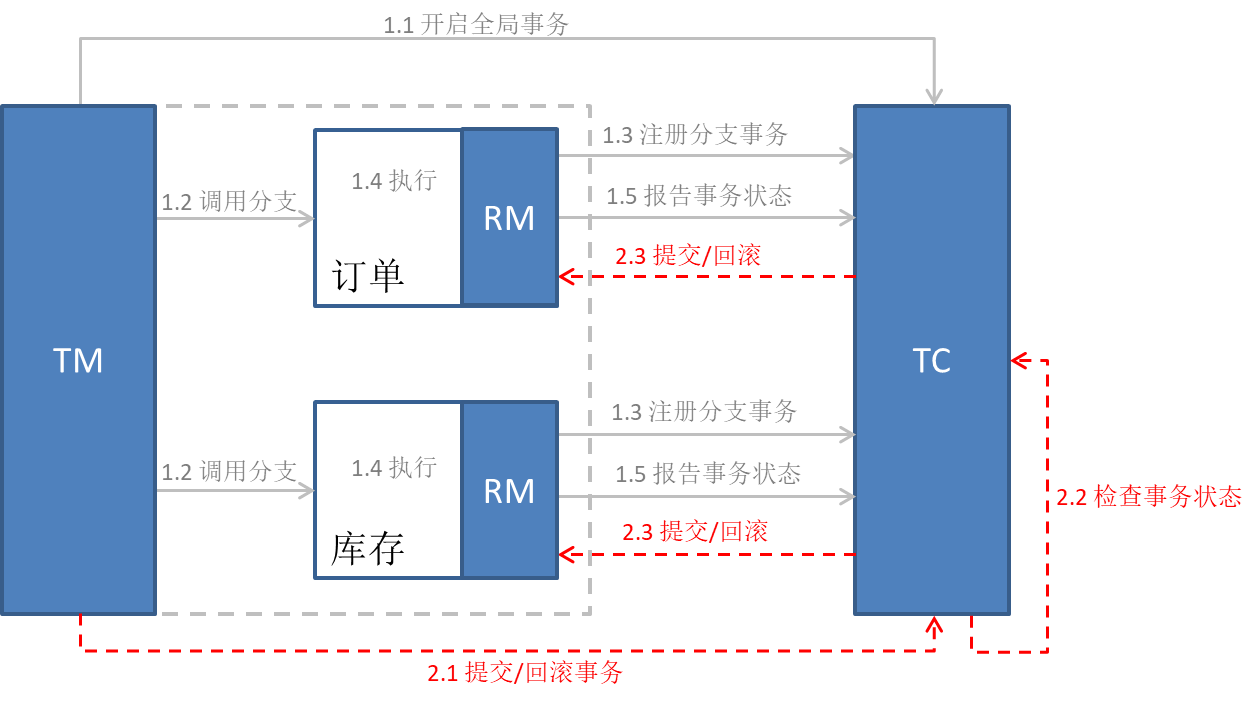 1.1 开启全局事务
TM
1.2 调用分支
1.4 执行
订单
RM
1.3 注册分支事务
1.5 报告事务状态
2.3 提交/回滚
1.2 调用分支
1.4 执行
库存
RM
1.3 注册分支事务
1.5 报告事务状态
2.3 提交/回滚
TC
2.2 检查事务状态
2.1 提交/回滚事务